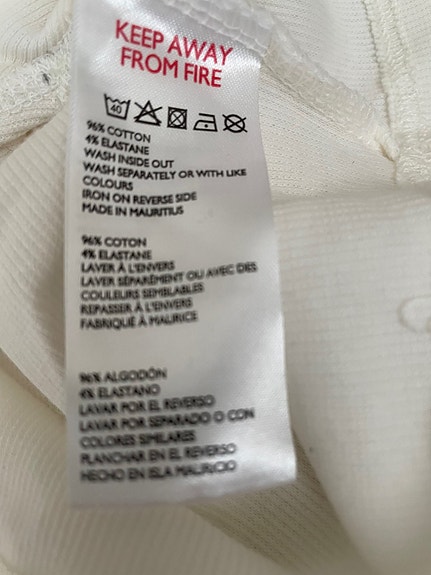 KEEP AWAY
FROM FIRE
40
96% COTTON
4% ELASTANE
WASH INSIDE OUT
WASH SEPARATELY OR WITH LIKE
COLOURS
IRON ON REVERSE SIDE
MADE IN MAURITIUS
96% COTON
4% ELASTANE
LAVER À L'ENVERS
LAVER SÉPARÉMENT OU AVEC DES
COULEURS SEMBLABLES
REPASSER À L'ENVERS
FABRIQUÉ À MAURICE
96% ALGODÓN
4% ELASTANO
LAVAR POR EL REVERSO
LAVAR POR SEPARADO O CON
COLORES SIMILARES
PLANCHAR EN EL REVERSO
HECHO EN ISLA MAURICIO